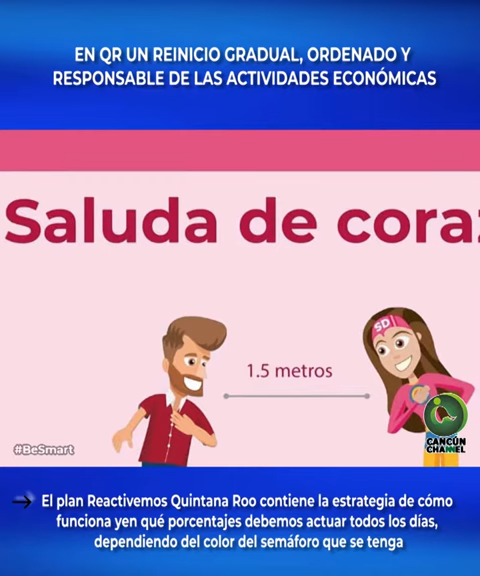 EN QR UN REINICIO GRADUAL, ORDENADO Y
RESPONSABLE DE LAS ACTIVIDADES ECONÓMICAS
Saluda de coraz
SD
1.5 metros
#BeSmart
CANCÚN
CHANNEL
El plan Reactivemos Quintana Roo contiene la estrategia de cómo
funciona yen qué porcentajes debemos actuar todos los días,
dependiendo del color del semáforo que se tenga